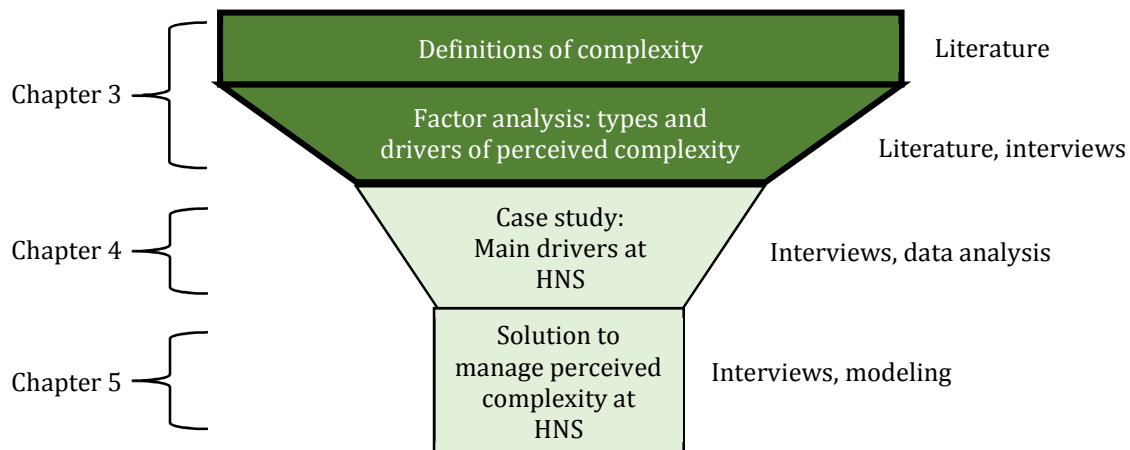 Definitions of complexity
Literature
Chapter 3
Factor analysis: types and
drivers of perceived complexity
Literature, interviews
Case study:
Main drivers at
HNS
Chapter 4
Interviews, data analysis
Solution to
manage perceived
complexity at
HNS
Chapter 5
Interviews, modeling